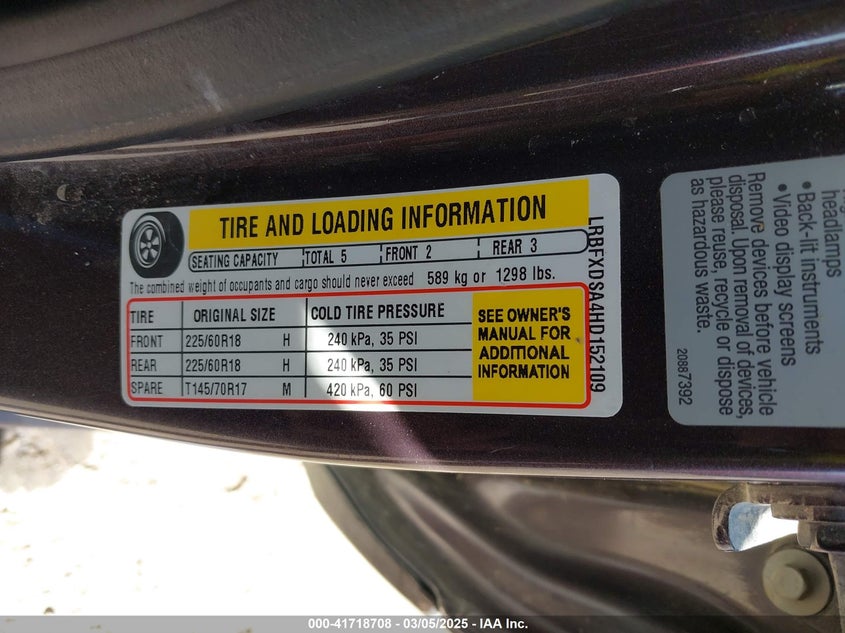 TIRE AND LOADING INFORMATION
SEATING CAPACITY TOTAL 5 FRONT 2 REAR 3
The combined weight of occupants and cargo should never exceed 589 kg or 1298 lbs.
TIRE ORIGINAL SIZE COLD TIRE PRESSURE
FRONT 225/60R18 H 240 kPa, 35 PSI
REAR 225/60R18 H 240 kPa, 35 PSI
SPARE T145/70R17 M 420 kPa, 60 PSI
SEE OWNER'S
MANUAL FOR
ADDITIONAL
INFORMATION
LRBFXDSA4HD152109
headlamps
• Back-lit instruments
• Video display screens
Remove devices before vehicle
disposal. Upon removal of devices,
please reuse, recycle or dispose
as hazardous waste.
20887392
000-41718708 - 03/05/2025 - IAA Inc.